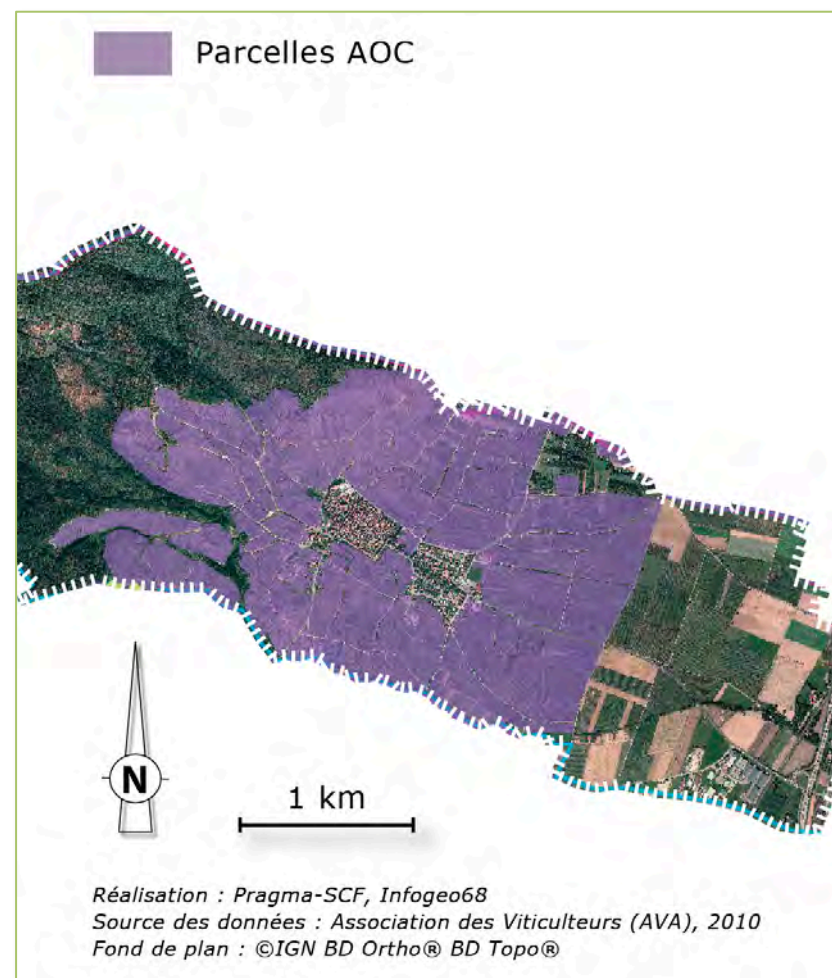 Parcelles AOC
N
1 km
Réalisation : Pragma-SCF, Infogeo68
Source des données : Association des Viticulteurs (AVA), 2010
Fond de plan : ©IGN BD Ortho® BD Topo®